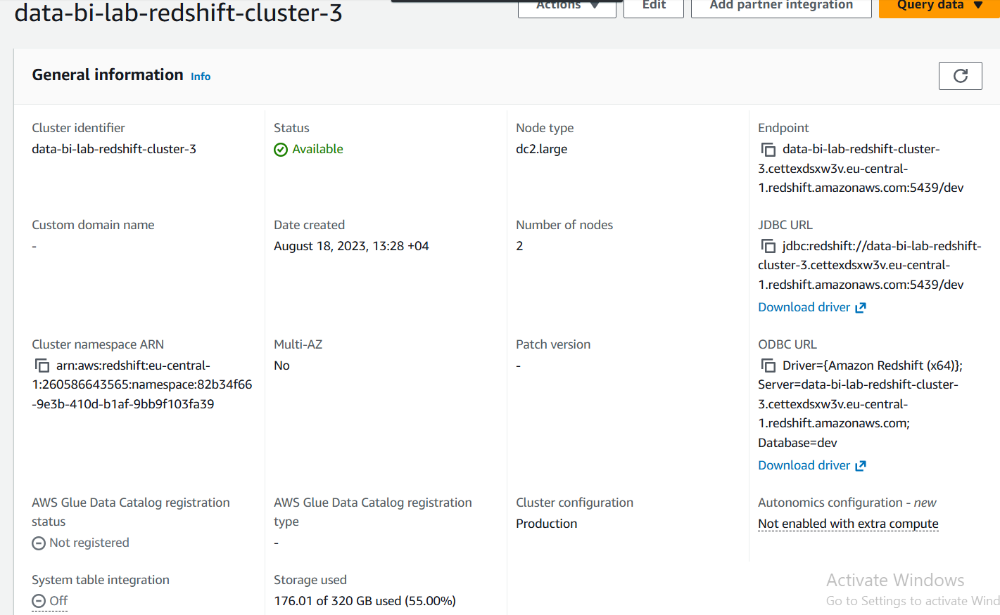 data-bi-lab-redshift-cluster-3
Actions
Edit
Add partner integration
Query data
General information Info
Cluster identifier
data-bi-lab-redshift-cluster-3
Status
Available
Node type
dc2.large
Endpoint
data-bi-lab-redshift-cluster-
3.cettexdsxw3v.eu-central-
1.redshift.amazonaws.com:5439/dev
Custom domain name
-
Date created
August 18, 2023, 13:28 +04
Number of nodes
2
JDBC URL
jdbc:redshift://data-bi-lab-redshift-
cluster-3.cettexdsxw3v.eu-central-
1.redshift.amazonaws.com:5439/dev
Download driver
Cluster namespace ARN
arn:aws:redshift:eu-central-
1:260586643565:namespace:82b34f66
-9e3b-410d-b1af-9bb9f103fa39
Multi-AZ
No
Patch version
-
ODBC URL
Driver={Amazon Redshift (x64)};
Server=data-bi-lab-redshift-cluster-
3.cettexdsxw3v.eu-central-
1.redshift.amazonaws.com;
Database=dev
Download driver
AWS Glue Data Catalog registration
status
Not registered
AWS Glue Data Catalog registration
type
-
Cluster configuration
Production
Autonomics configuration - new
Not enabled with extra compute
System table integration
Off
Storage used
176.01 of 320 GB used (55.00%)
Activate Windows
Go to Settings to activate Wind